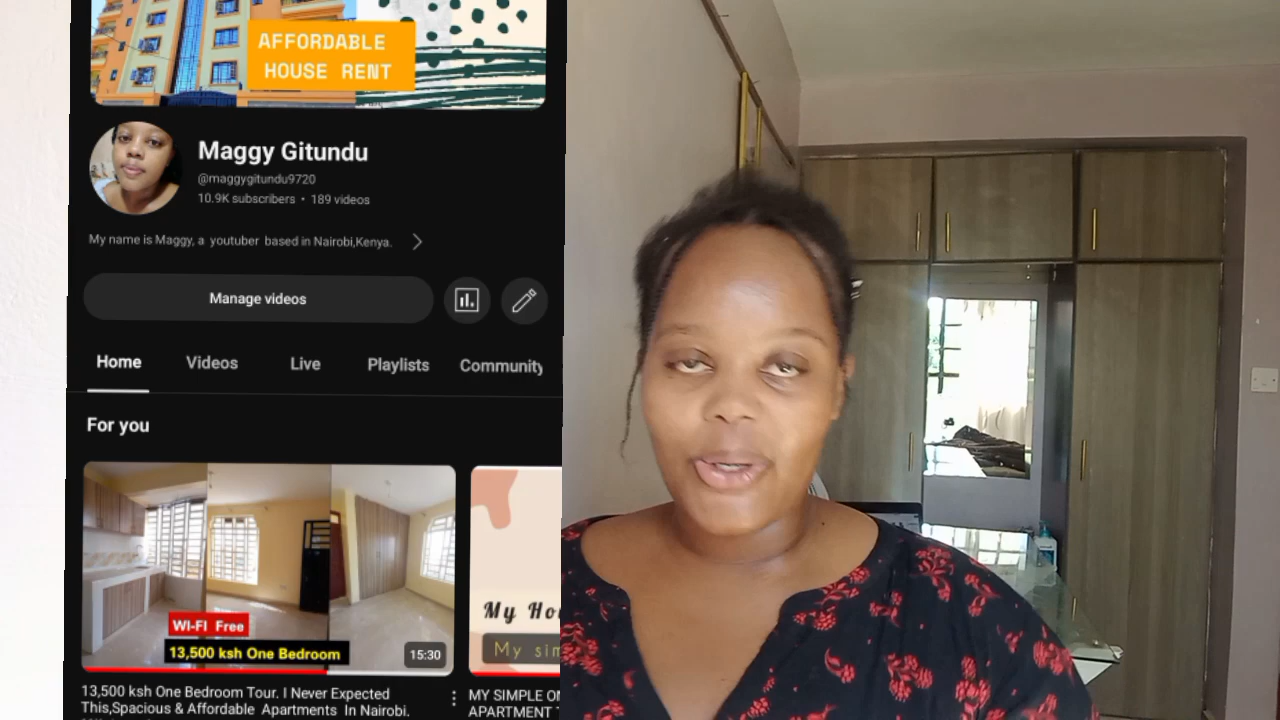 AFFORDABLE
HOUSE RENT
Maggy Gitundu
@maggygitundu9720
10.9K subscribers • 189 videos
My name is Maggy, a youtuber based in Nairobi,Kenya.
Manage videos
Home Videos Live Playlists Community
For you
WI-FI Free
13,500 ksh One Bedroom
15:30
My
My
13,500 ksh One Bedroom Tour. I Never Expected
This,Spacious & Affordable Apartments In Nairobi.
MY SIMPLE
APARTMENT